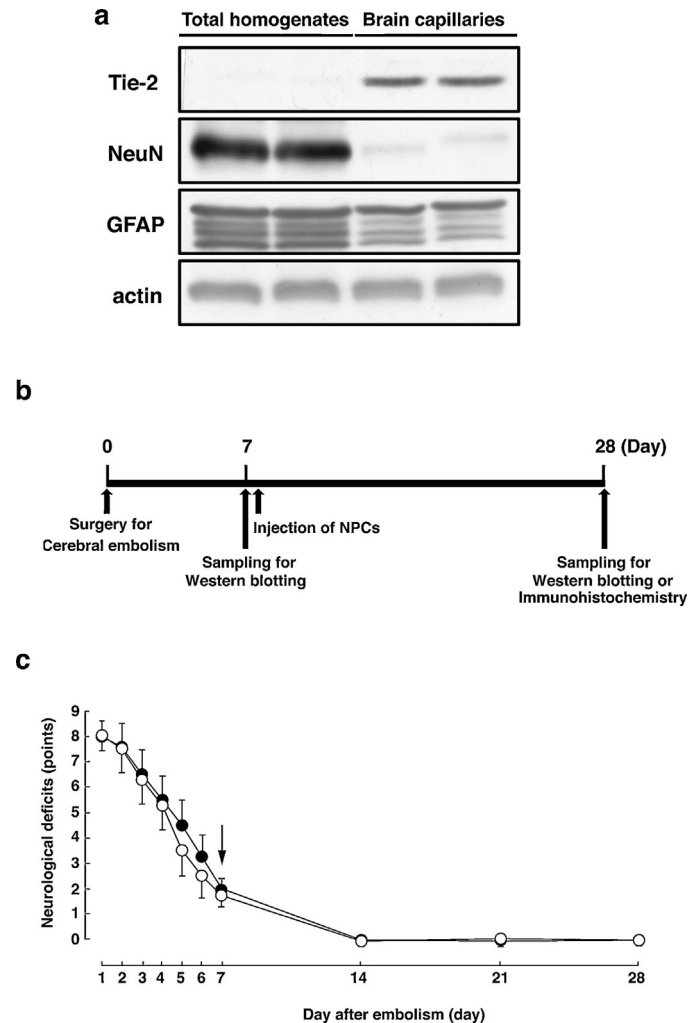 a
Total homogenates Brain capillaries
Tie-2
NeuN
GFAP
actin
b
0 7 28 (Day)
Surgery for
Cerebral embolism
Injection of NPCs
Sampling for
Western blotting
Sampling for
Western blotting or
Immunohistochemistry
c
Neurological deficits (points)
9
8
7
6
5
4
3
2
1
0
1 2 3 4 5 6 7 14 21 28
Day after embolism (day)